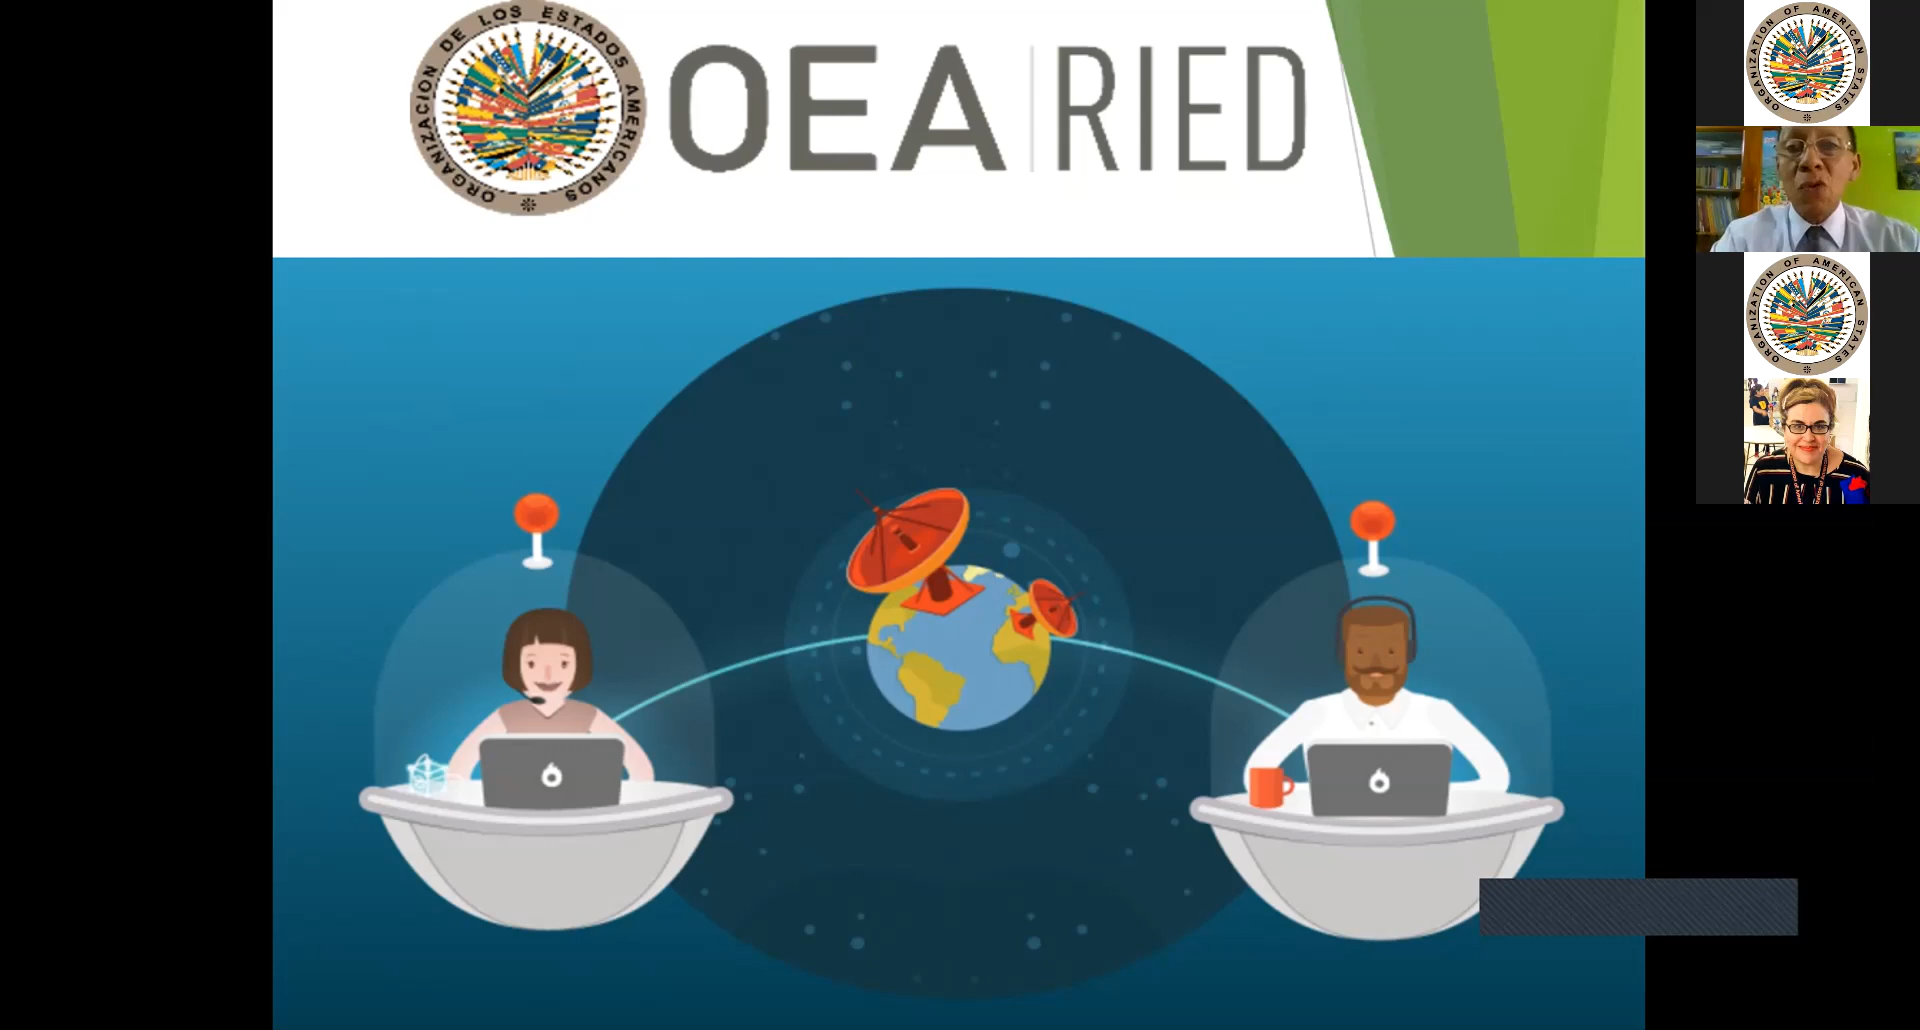 ORGANIZACION DE LOS ESTADOS AMERICANOS
OEA RIED
ORGANIZATION OF AMERICAN STATES
ORGANIZATION OF AMERICAN STATES